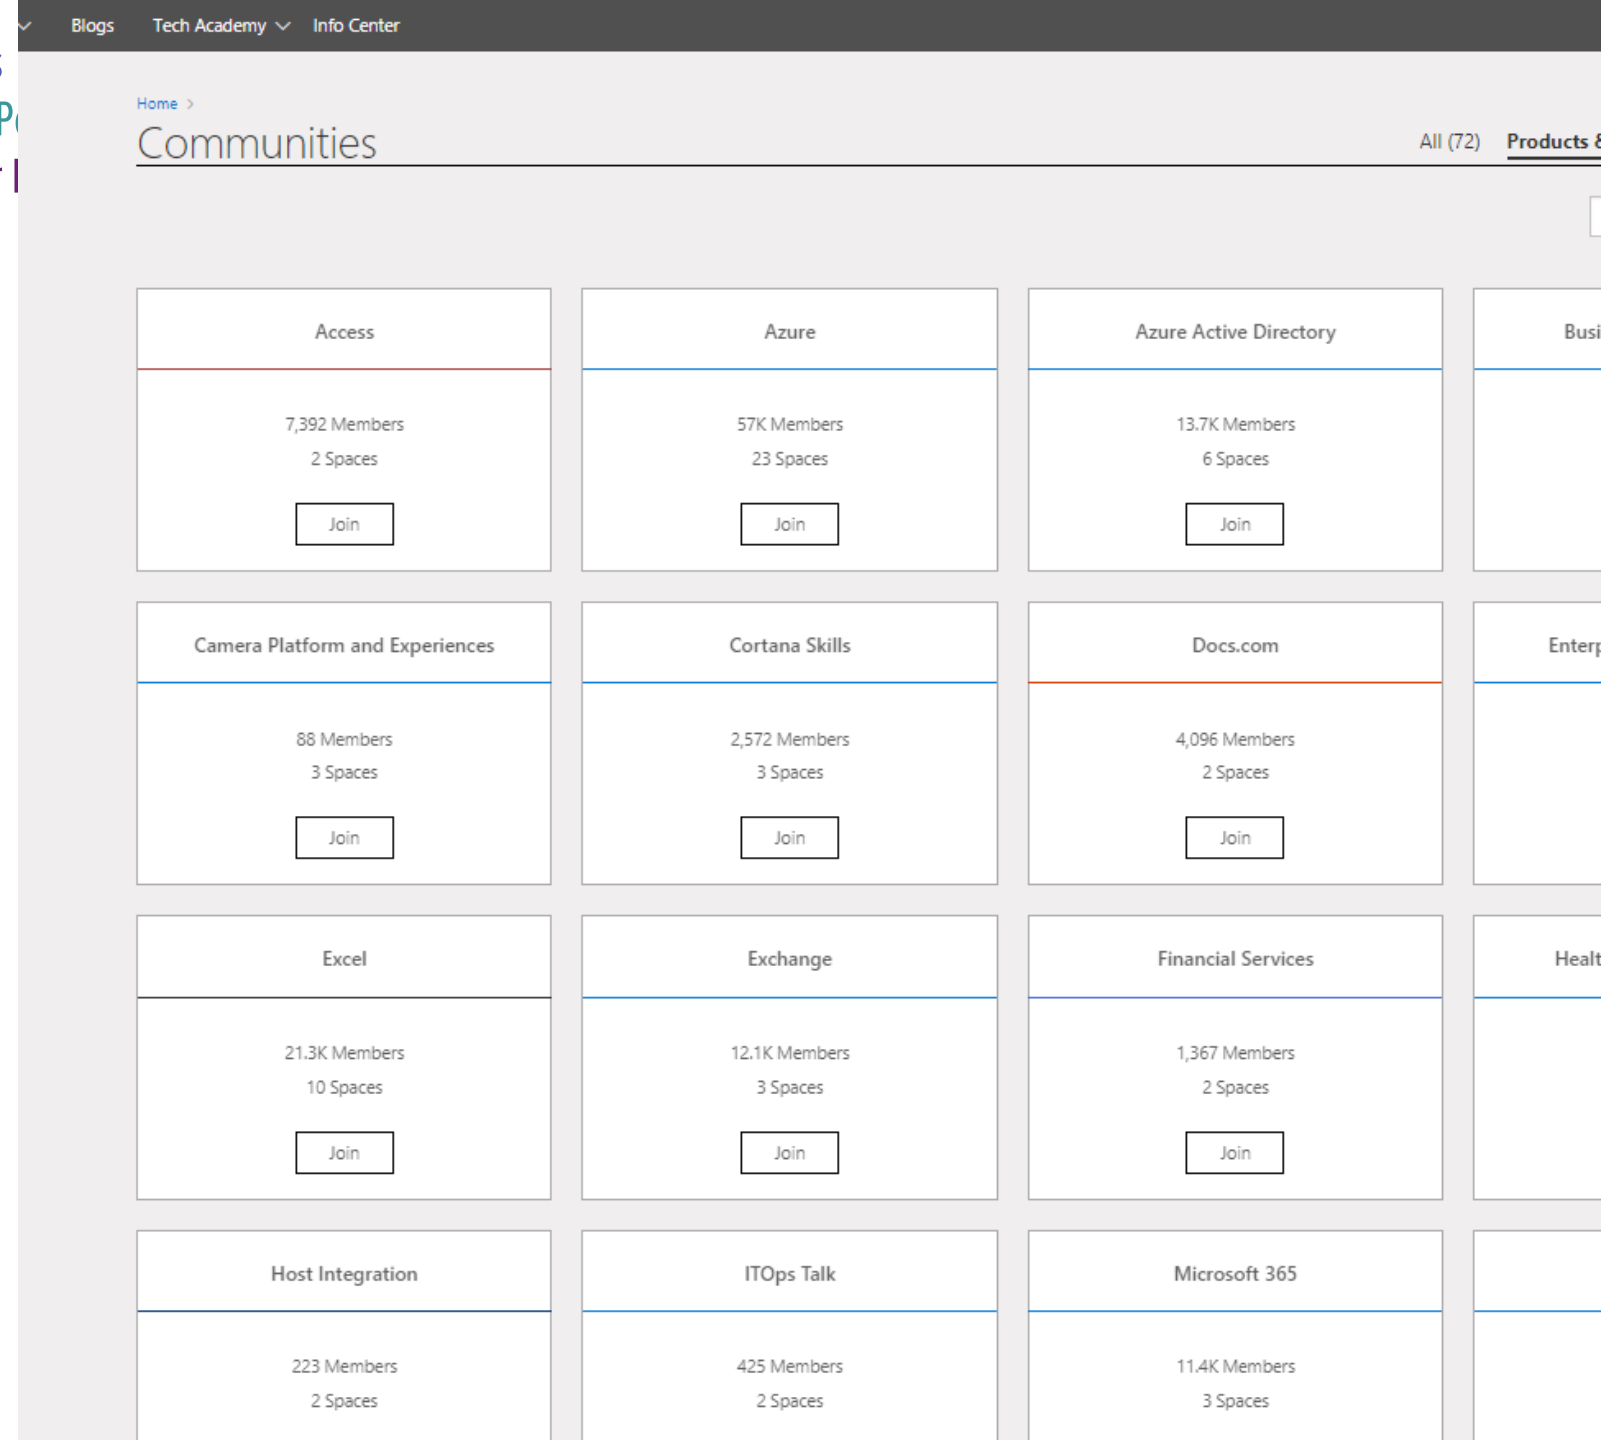 Blogs Tech Academy Info Center
Home >
Communities
All (72) Products &
Access
7,392 Members
2 Spaces
Join
Azure
57K Members
23 Spaces
Join
Azure Active Directory
13.7K Members
6 Spaces
Join
Camera Platform and Experiences
88 Members
3 Spaces
Join
Cortana Skills
2,572 Members
3 Spaces
Join
Docs.com
4,096 Members
2 Spaces
Join
Excel
21.3K Members
10 Spaces
Join
Exchange
12.1K Members
3 Spaces
Join
Financial Services
1,367 Members
2 Spaces
Join
Host Integration
223 Members
2 Spaces
ITOps Talk
425 Members
2 Spaces
Microsoft 365
11.4K Members
3 Spaces